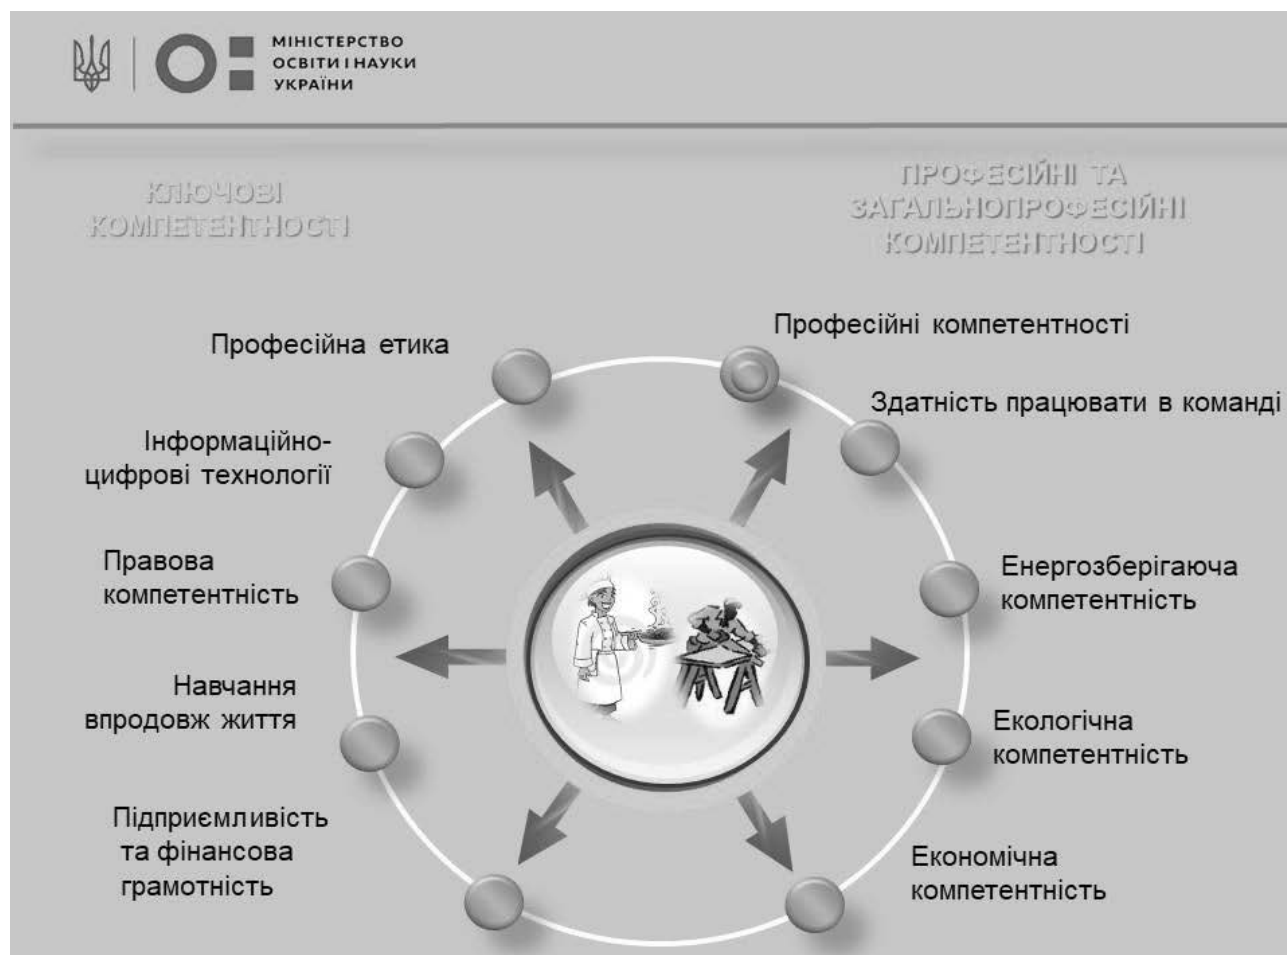 МІНІСТЕРСТВО
ОСВІТИ І НАУКИ
УКРАЇНИ
КЛЮЧОВІ
КОМПЕТЕНТНОСТІ
ПРОФЕСІЙНІ ТА
ЗАГАЛЬНОПРОФЕСІЙНІ
КОМПЕТЕНТНОСТІ
Професійна етика
Інформаційно-
цифрові технології
Правова
компетентність
Навчання
впродовж життя
Підприємливість
та фінансова
грамотність
Професійні компетентності
Здатність працювати в команді
Енергозберігаюча
компетентність
Екологічна
компетентність
Економічна
компетентність